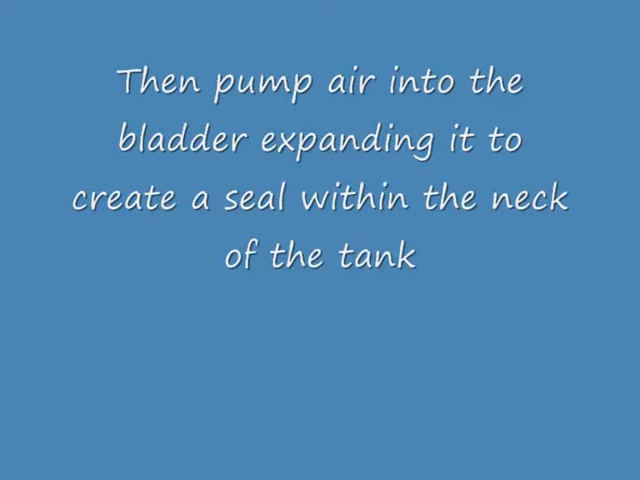 Then pump air into the
bladder expanding it to
create a seal within the neck
of the tank